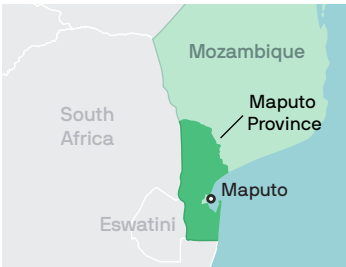 Mozambique
Maputo
Province
South
Africa
Maputo
Eswatini